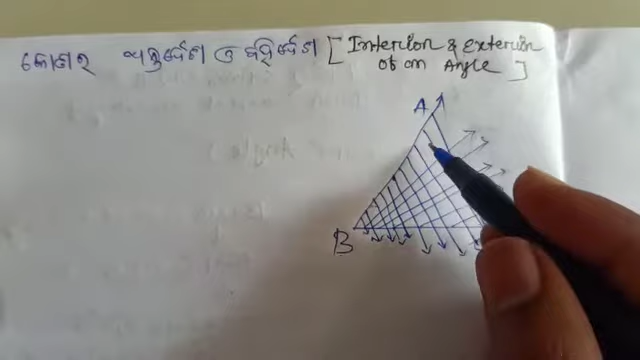 କୋଣର ଅନ୍ତର୍ଦେଶ ଓ ବହିର୍ଦେଶ [ Interior & exterior
of an Angle ]
A
B